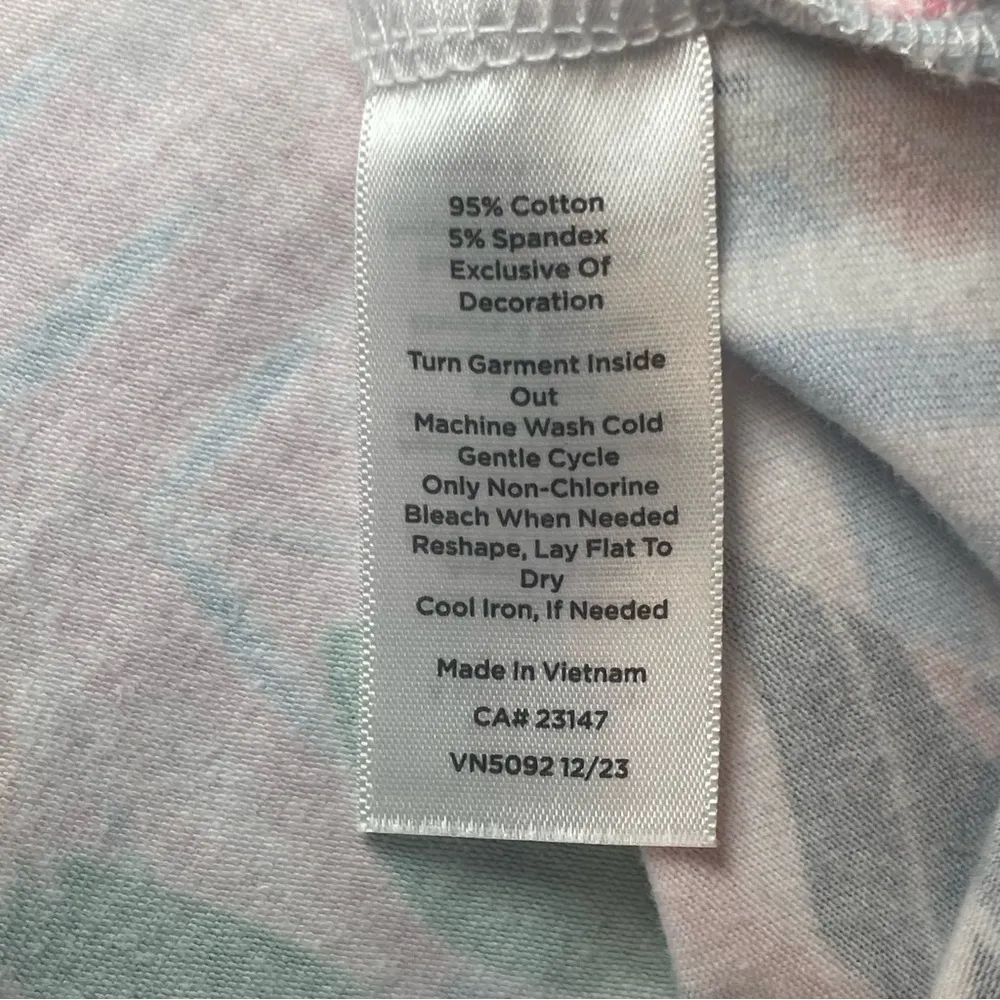 95% Cotton
5% Spandex
Exclusive Of
Decoration
Turn Garment Inside
Out
Machine Wash Cold
Gentle Cycle
Only Non-Chlorine
Bleach When Needed
Reshape, Lay Flat To
Dry
Cool Iron, If Needed
Made In Vietnam
CA# 23147
VN5092 12/23